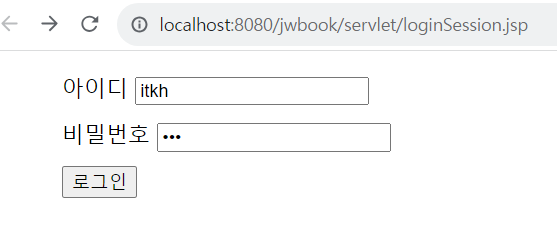 localhost:8080/jwbook/servlet/loginSession.jsp
아이디 itkh
비밀번호 •••
로그인